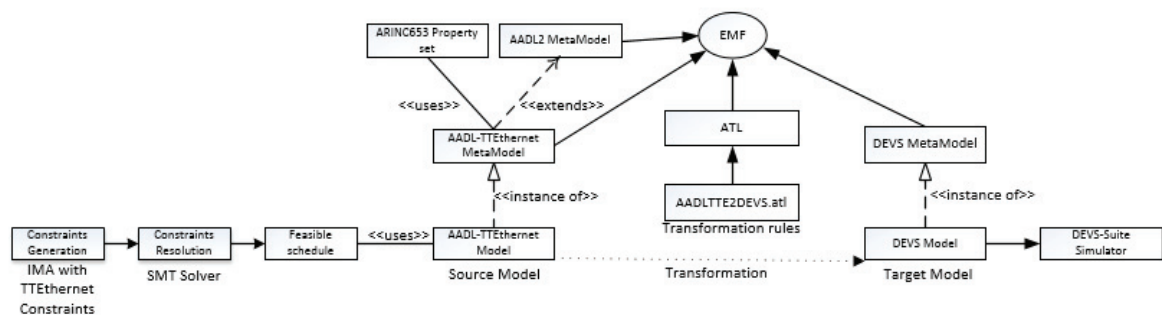 ARINC653 Property
set
AADL2 MetaModel
EMF
<<uses>>
<<extends>>
ATL
AADL-TTEthernet
MetaModel
DEVS MetaModel
<<instance of>>
<<instance of>>
AADLTTE2DEVS.atl
Transformation rules
Constraints
Generation
Constraints
Resolution
Feasible
schedule
<<uses>>
AADL-TTEthernet
Model
DEVS Model
DEVS-Suite
Simulator
IMA with
TTEthernet
Constraints
SMT Solver
Source Model
Transformation
Target Model